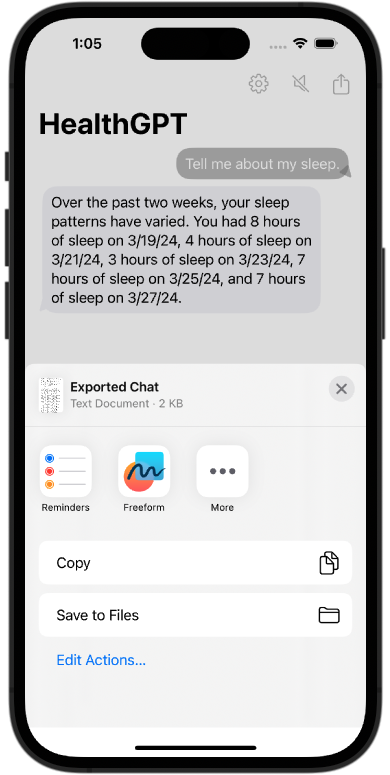 1:05
HealthGPT
Tell me about my sleep.
Over the past two weeks, your sleep
patterns have varied. You had 8 hours
of sleep on 3/19/24, 4 hours of sleep on
3/21/24, 3 hours of sleep on 3/23/24, 7
hours of sleep on 3/25/24, and 7 hours
of sleep on 3/27/24.
Exported Chat
Text Document · 2 KB
Reminders
Freeform
More
Copy
Save to Files
Edit Actions...